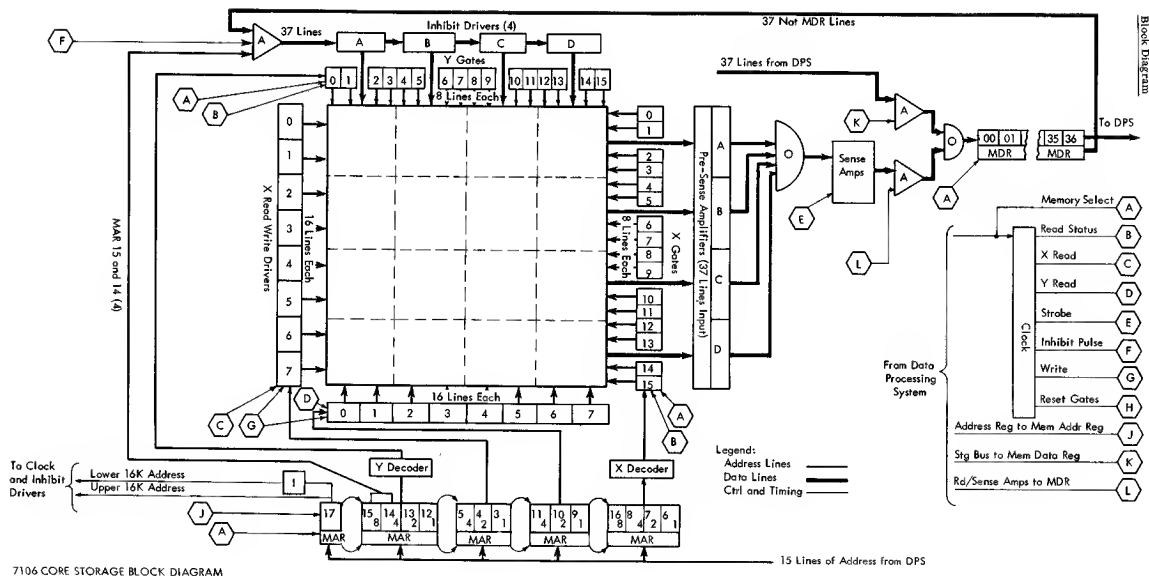 Block Diagram
37 Not MDR Lines
Inhibit Drivers (4)
37 Lines
F
A
A B C D
Y Gates
0 1 2 3 4 5 6 7 8 9 10 11 12 13 14 15
8 Lines Each
A
B
37 Lines from DPS
A
K
O
To DPS
00 01 35 36
MDR MDR
A
Sense Amps
E
A
L
O
Pre-Sense Amplifiers (37 Lines Input)
A
B
C
D
X Gates
8 Lines Each
0
1
2
3
4
5
6
7
8
9
10
11
12
13
14
15
A
B
X Read Write Drivers
16 Lines Each
0
1
2
3
4
5
6
7
MAR 15 and 14 (4)
C
G
D
16 Lines Each
0 1 2 3 4 5 6 7
Memory Select A
Read Status B
X Read C
Y Read D
Strobe E
Inhibit Pulse F
Write G
Reset Gates H
Clock
From Data Processing System
Address Reg to Mem Addr Reg J
Stg Bus to Mem Data Reg K
Rd/Sense Amps to MDR L
Legend:
Address Lines
Data Lines
Ctrl and Timing
Y Decoder
X Decoder
To Clock and Inhibit Drivers
Lower 16K Address
Upper 16K Address
I
J
A
17
15 14 13 12
8 4 2 1
5 4 3
4 2 1
11 10 9
4 2 1
16 8 7 6
8 4 2 1
MAR MAR MAR MAR MAR
15 Lines of Address from DPS
7106 CORE STORAGE BLOCK DIAGRAM